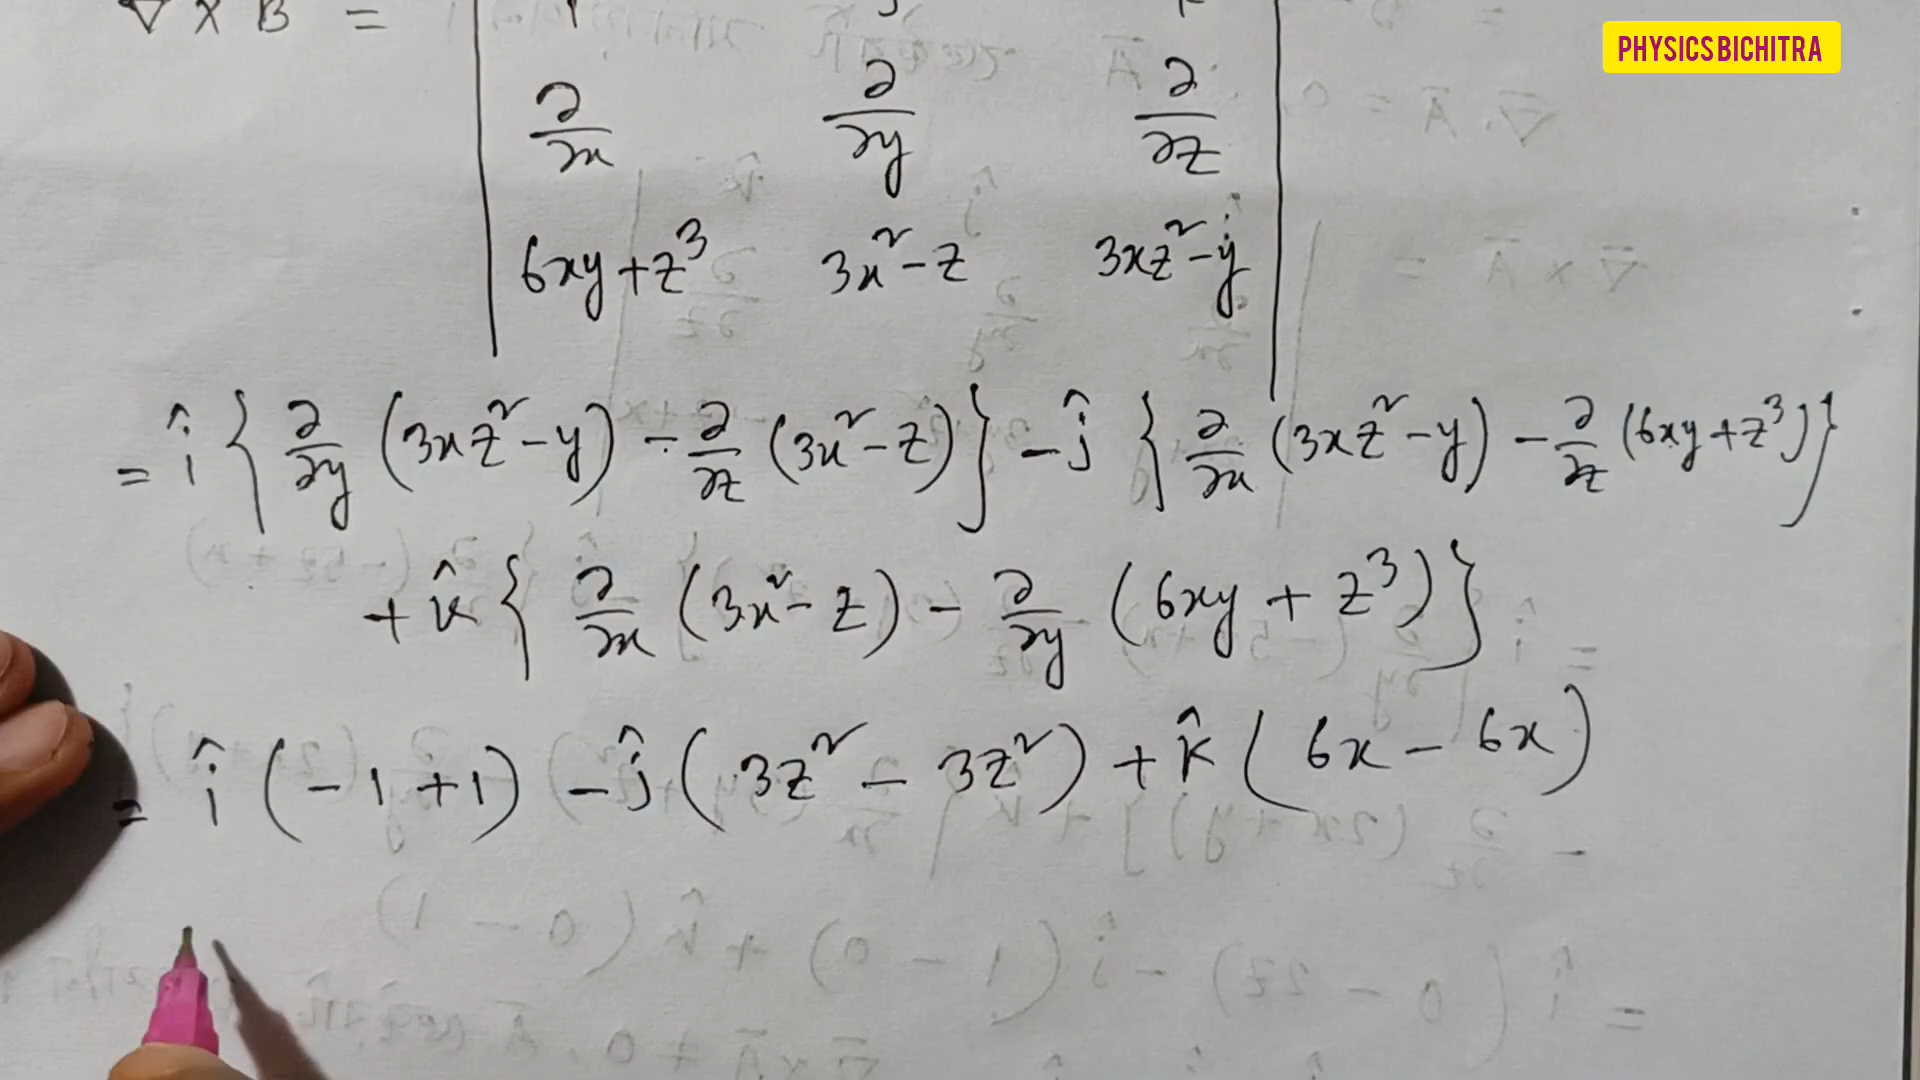 PHYSICS BICHITRA
∇ × B =
∂/∂x ∂/∂y ∂/∂z
6xy+z³ 3x²-z 3xz²-y
= î { ∂/∂y (3xz²-y) - ∂/∂z (3x²-z) } - ĵ { ∂/∂x (3xz²-y) - ∂/∂z (6xy+z³) }
+ k̂ { ∂/∂x (3x²-z) - ∂/∂y (6xy + z³) }
= î (-1+1) - ĵ (3z² - 3z²) + k̂ (6x - 6x)